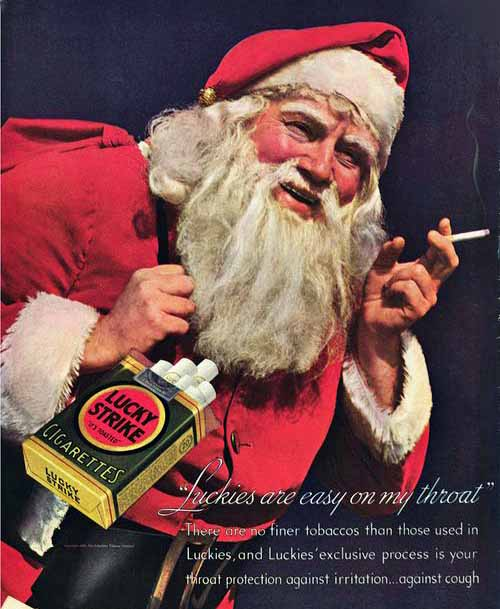 LUCKY
STRIKE
"IT'S TOASTED"
CIGARETTES
LUCKY
STRIKE
"Luckies are easy on my throat"
There are no finer tobaccos than those used in
Luckies, and Luckies' exclusive process is your
throat protection against irritation...against cough